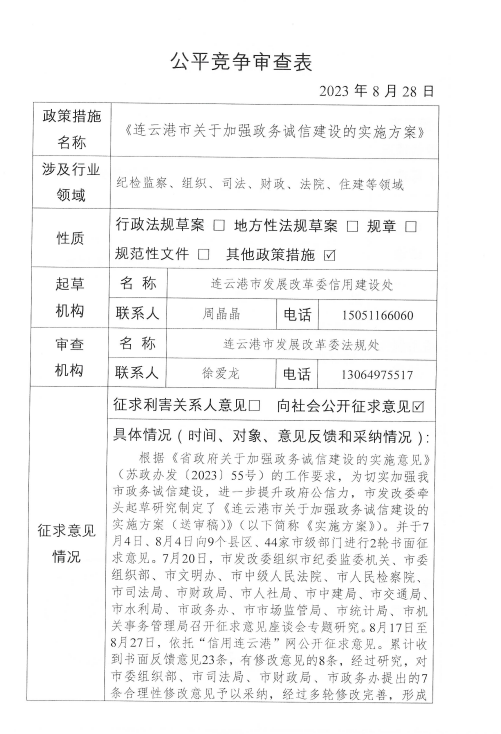 公平竞争审查表
2023 年 8 月 28 日
政策措施
名称
《连云港市关于加强政务诚信建设的实施方案》
涉及行业
领域
纪检监察、组织、司法、财政、法院、住建等领域
性质
行政法规草案 □ 地方性法规草案 □ 规章 □
规范性文件 □ 其他政策措施 ☑
起草
机构
名 称 连云港市发展改革委信用建设处
联系人 周晶晶 电话 15051166060
审查
机构
名 称 连云港市发展改革委法规处
联系人 徐爱龙 电话 13064975517
征求意见
情况
征求利害关系人意见□ 向社会公开征求意见☑
具体情况（时间、对象、意见反馈和采纳情况）：
根据《省政府关于加强政务诚信建设的实施意见》
（苏政办发〔2023〕55号）的工作要求，为切实加强我
市政务诚信建设，进一步提升政府公信力，市发改委牵
头起草研究制定了《连云港市关于加强政务诚信建设的
实施方案（送审稿）》（以下简称《实施方案》）。并于7
月4日、8月4日向9个县区、44家市级部门进行2轮书面征
求意见。7月20日，市发改委组织市纪委监委机关、市委
组织部、市文明办、市中级人民法院、市人民检察院、
市司法局、市财政局、市人社局、市住建局、市交通局、
市水利局、市政务办、市市场监管局、市统计局、市机
关事务管理局召开征求意见座谈会专题研究。8月17日至
8月27日，依托“信用连云港”网公开征求意见。累计收
到书面反馈意见23条，有修改意见的8条，经过研究，对
市委组织部、市司法局、市财政局、市政务办提出的7
条合理性修改意见予以采纳，经过多轮修改完善，形成